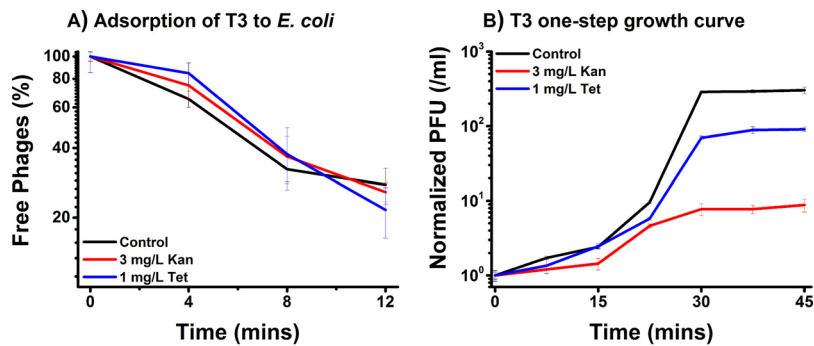 A) Adsorption of T3 to E. coli
100
80
60
40
20
Free Phages (%)
Control
3 mg/L Kan
1 mg/L Tet
0
4
8
12
Time (mins)
B) T3 one-step growth curve
10³
10²
10¹
10⁰
Normalized PFU (/ml)
Control
3 mg/L Kan
1 mg/L Tet
0
15
30
45
Time (mins)